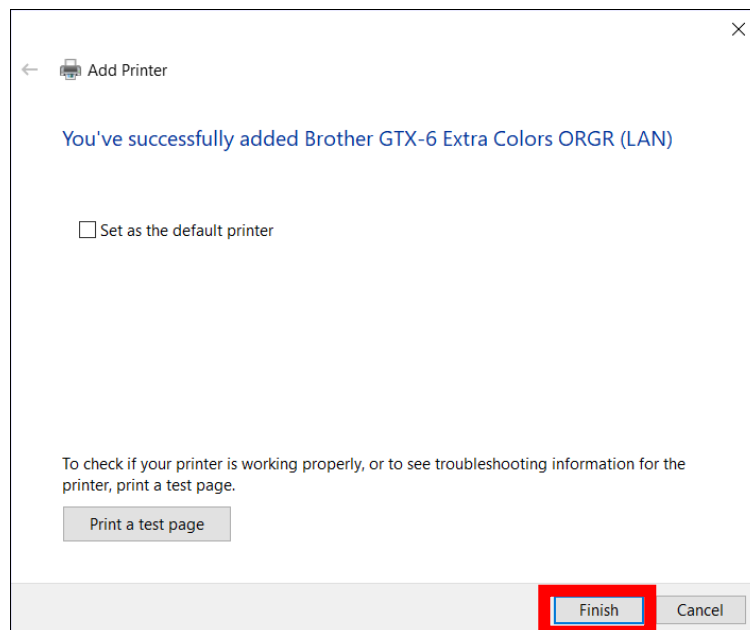 Add Printer
You've successfully added Brother GTX-6 Extra Colors ORGR (LAN)
Set as the default printer
To check if your printer is working properly, or to see troubleshooting information for the
printer, print a test page.
Print a test page
Finish
Cancel